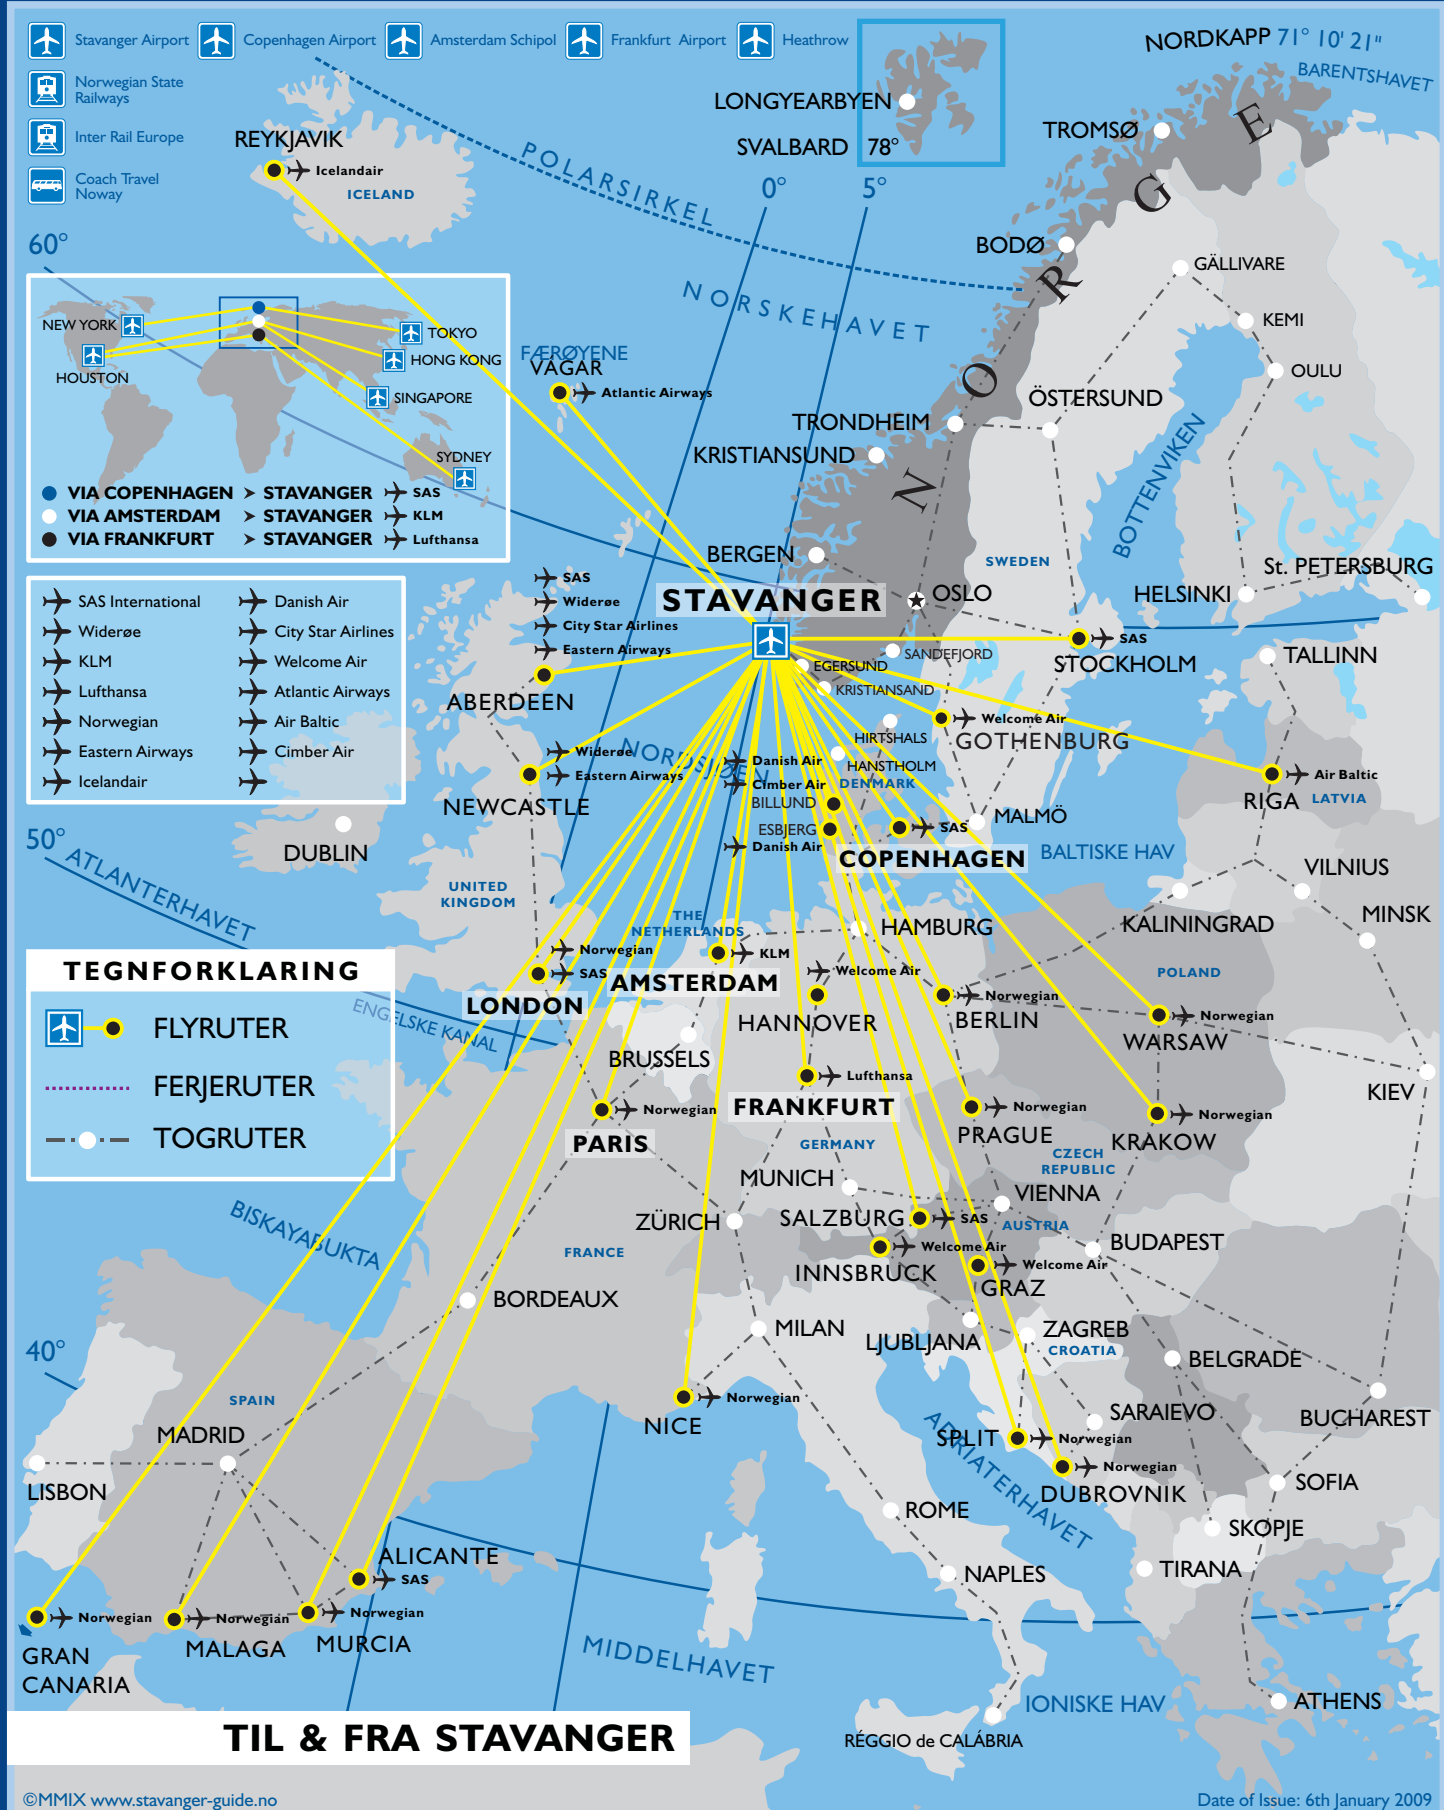 Stavanger Airport
Copenhagen Airport
Amsterdam Schipol
Frankfurt Airport
Heathrow
Norwegian State
Railways
Inter Rail Europe
Coach Travel
Noway
NORDKAPP 71° 10' 21"
BARENTSHAVET
LONGYEARBYEN
SVALBARD 78°
TROMSØ
REYKJAVIK
Icelandair
ICELAND
POLARSIRKEL
0°
5°
60°
NORGE
BODØ
GÄLLIVARE
NORSKEHAVET
KEMI
OULU
NEW YORK
HOUSTON
TOKYO
HONG KONG
SINGAPORE
SYDNEY
VIA COPENHAGEN > STAVANGER SAS
VIA AMSTERDAM > STAVANGER KLM
VIA FRANKFURT > STAVANGER Lufthansa
FÆRØYENE
VAGAR
Atlantic Airways
TRONDHEIM
ÖSTERSUND
KRISTIANSUND
BOTTENVIKEN
BERGEN
SWEDEN
St. PETERSBURG
STAVANGER
OSLO
HELSINKI
SAS International
Widerøe
KLM
Lufthansa
Norwegian
Eastern Airways
Icelandair
Danish Air
City Star Airlines
Welcome Air
Atlantic Airways
Air Baltic
Cimber Air
SAS
Widerøe
City Star Airlines
Eastern Airways
ABERDEEN
SAS
STOCKHOLM
TALLINN
EGERSUND
SANDEFJORD
KRISTIANSAND
Welcome Air
GOTHENBURG
HIRTSHALS
HANSTHOLM
NORDSJØEN
Widerøe
Eastern Airways
NEWCASTLE
Danish Air
Cimber Air
BILLUND
DENMARK
ESBJERG
Danish Air
SAS
COPENHAGEN
MALMÖ
Air Baltic
RIGA
LATVIA
BALTISKE HAV
VILNIUS
50°
ATLANTERHAVET
DUBLIN
UNITED
KINGDOM
THE
NETHERLANDS
HAMBURG
KALININGRAD
MINSK
Norwegian
SAS
LONDON
KLM
AMSTERDAM
Welcome Air
HANNOVER
Norwegian
BERLIN
POLAND
Norwegian
WARSAW
TEGNFORKLARING
FLYRUTER
FERJERUTER
TOGRUTER
ENGELSKE KANAL
BRUSSELS
Lufthansa
FRANKFURT
Norwegian
PARIS
Norwegian
PRAGUE
Norwegian
KRAKOW
KIEV
GERMANY
CZECH
REPUBLIC
MUNICH
VIENNA
BISKAYABUKTA
ZÜRICH
SALZBURG
SAS
AUSTRIA
FRANCE
Welcome Air
INNSBRUCK
Welcome Air
GRAZ
BUDAPEST
BORDEAUX
MILAN
LJUBLJANA
ZAGREB
CROATIA
BELGRADE
40°
SPAIN
Norwegian
NICE
MADRID
ADRIATERHAVET
SPLIT
Norwegian
SARAIEVO
BUCHAREST
Norwegian
DUBROVNIK
LISBON
SOFIA
ROME
SKOPJE
ALICANTE
SAS
NAPLES
TIRANA
Norwegian
GRAN
CANARIA
Norwegian
MALAGA
Norwegian
MURCIA
MIDDELHAVET
IONISKE HAV
ATHENS
RÉGGIO de CALÁBRIA
TIL & FRA STAVANGER
©MMIX www.stavanger-guide.no
Date of Issue: 6th January 2009